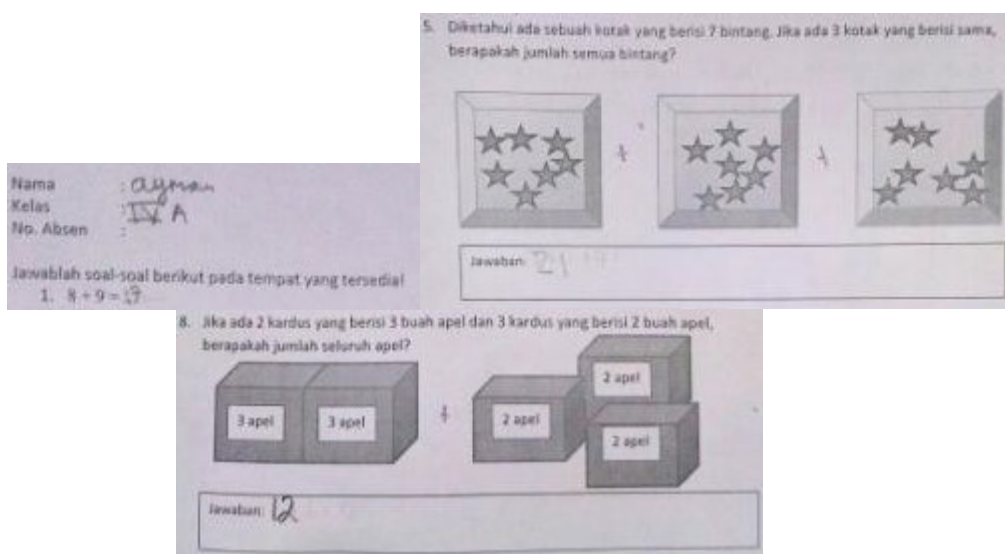 5. Diketahui ada sebuah kotak yang berisi 7 bintang. Jika ada 3 kotak yang berisi sama,
berapakah jumlah semua bintang?
+ +
Jawaban: 21
Nama : ayman
Kelas : IV A
No. Absen :
Jawablah soal-soal berikut pada tempat yang tersedia!
1. 8 + 9 = 17
8. Jika ada 2 kardus yang berisi 3 buah apel dan 3 kardus yang berisi 2 buah apel,
berapakah jumlah seluruh apel?
2 apel
3 apel 3 apel + 2 apel
2 apel
Jawaban: 12